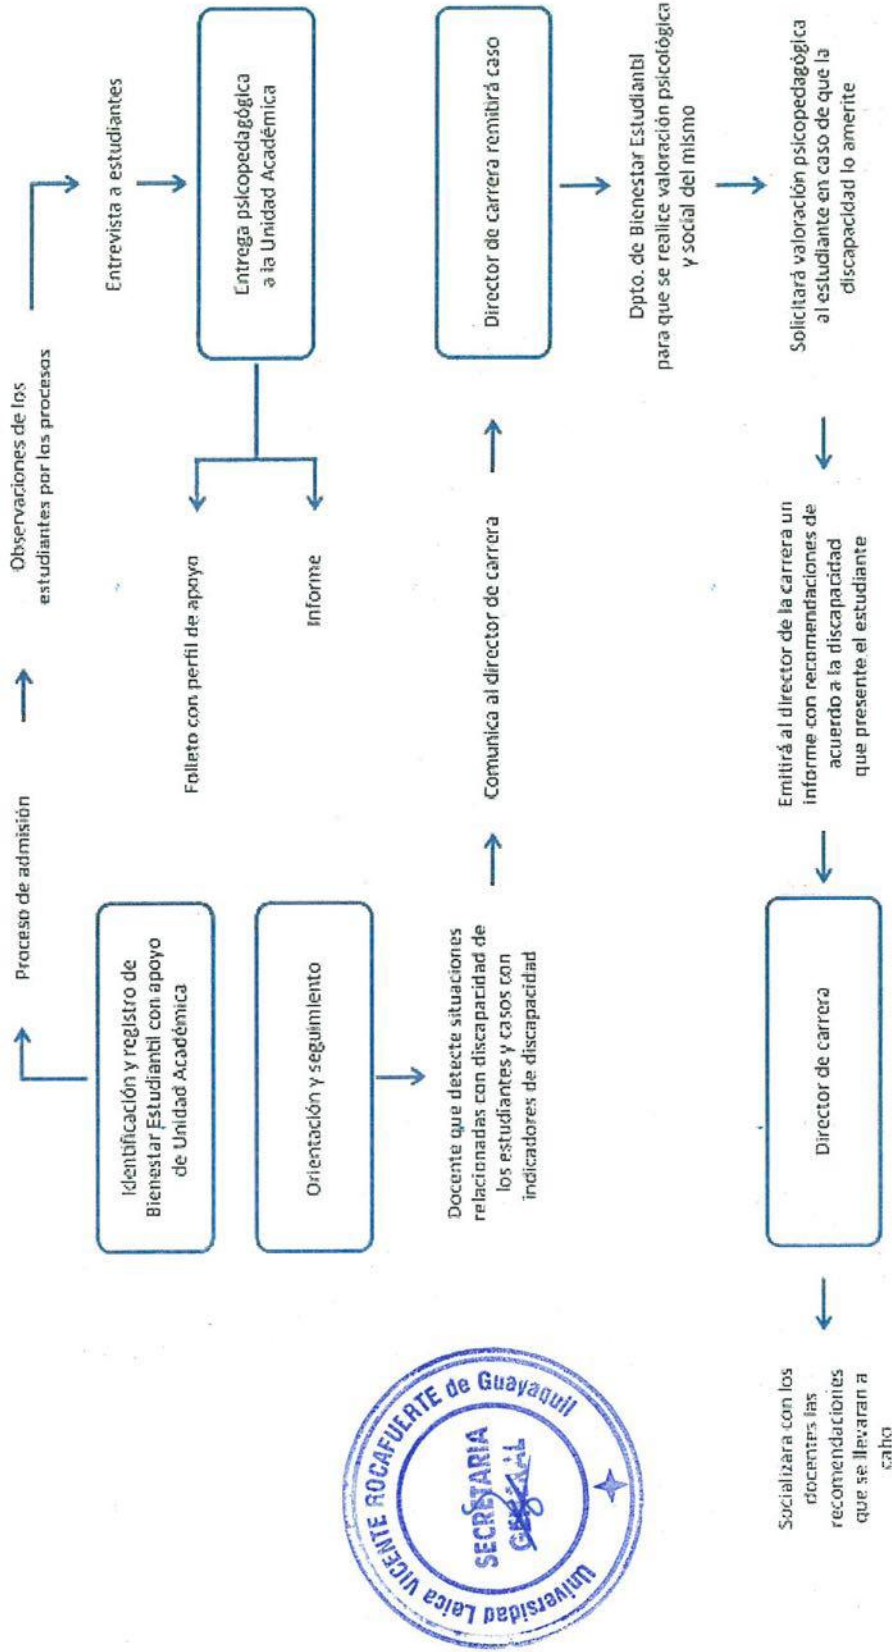 Proceso de admisión
Observaciones de los
estudiantes por los procesos
Entrevista a estudiantes
Identificación y registro de
Bienestar Estudiantil con apoyo
de Unidad Académica
Folleto con perfil de apoyo
Informe
Entrega psicopedagógica
a la Unidad Académica
Orientación y seguimiento
Docente que detecte situaciones
relacionadas con discapacidad de
los estudiantes y casos con
indicadores de discapacidad
Comunica al director de carrera
Director de carrera remitirá caso
Dpto. de Bienestar Estudiantil
para que se realice valoración psicológica
y social del mismo
Solicitará valoración psicopedagógica
al estudiante en caso de que la
discapacidad lo amerite
Emitirá al director de la carrera un
informe con recomendaciones de
acuerdo a la discapacidad
que presente el estudiante
Director de carrera
Socializara con los
docentes las
recomendaciones
que se llevaran a
cabo
Universidad Laica VICENTE ROCAFUERTE de Guayaquil
SECRETARIA
GENERAL